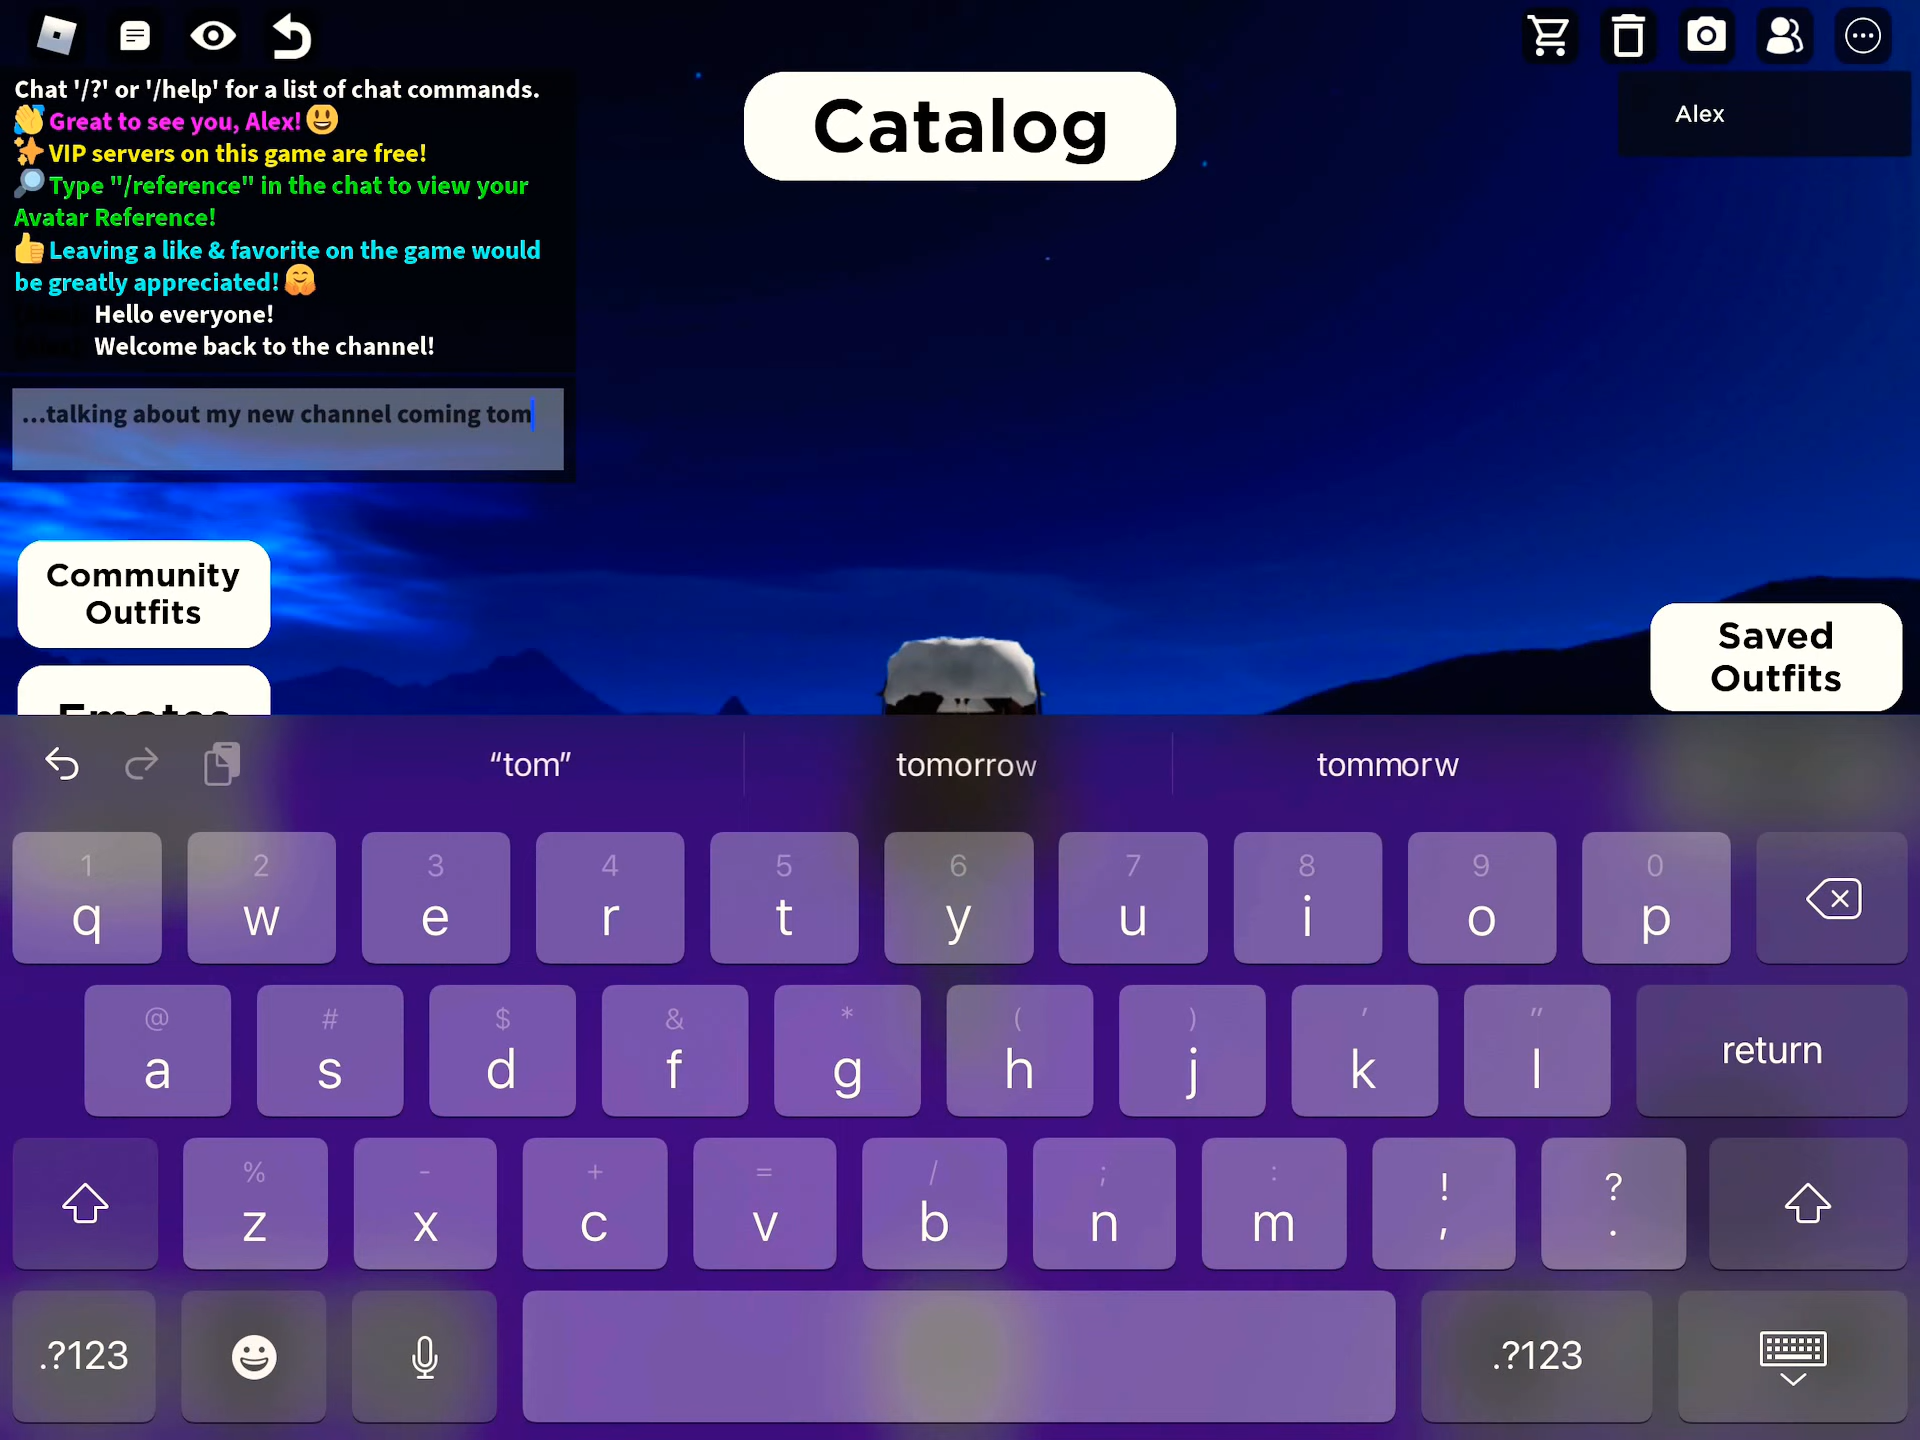 Chat '/?' or '/help' for a list of chat commands.
👋 Great to see you, Alex! 😃
✨ VIP servers on this game are free!
🔎 Type "/reference" in the chat to view your
Avatar Reference!
👍 Leaving a like & favorite on the game would
be greatly appreciated! 🤗
Hello everyone!
Welcome back to the channel!
...talking about my new channel coming tom
Catalog
Alex
Community
Outfits
Emotes
Saved
Outfits
“tom” tomorrow tommorw
1 2 3 4 5 6 7 8 9 0
q w e r t y u i o p
@ # $ & * ( ) ' "
a s d f g h j k l return
% - + = / ; : ! ?
z x c v b n m , .
.?123 .?123